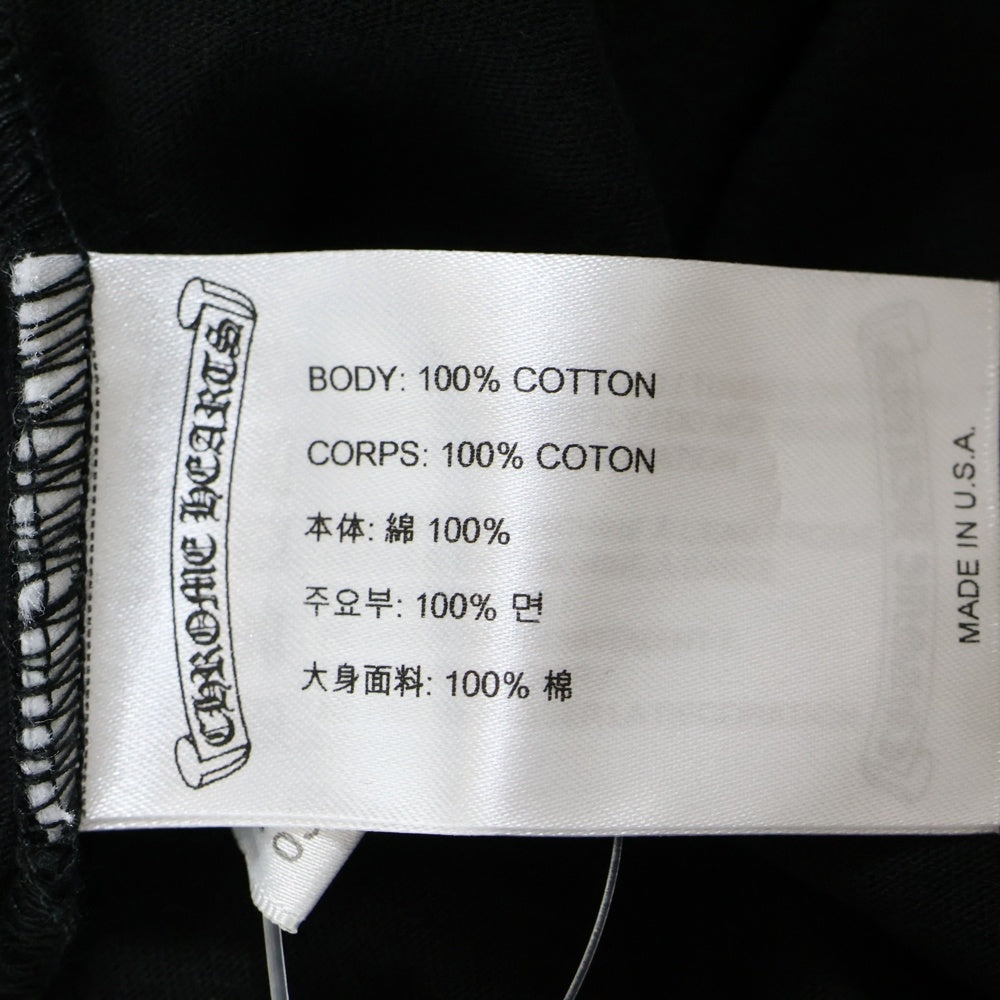 CHROME HEARTS
BODY: 100% COTTON
CORPS: 100% COTON
本体: 綿 100%
주요부: 100% 면
大身面料: 100% 棉
MADE IN U.S.A.